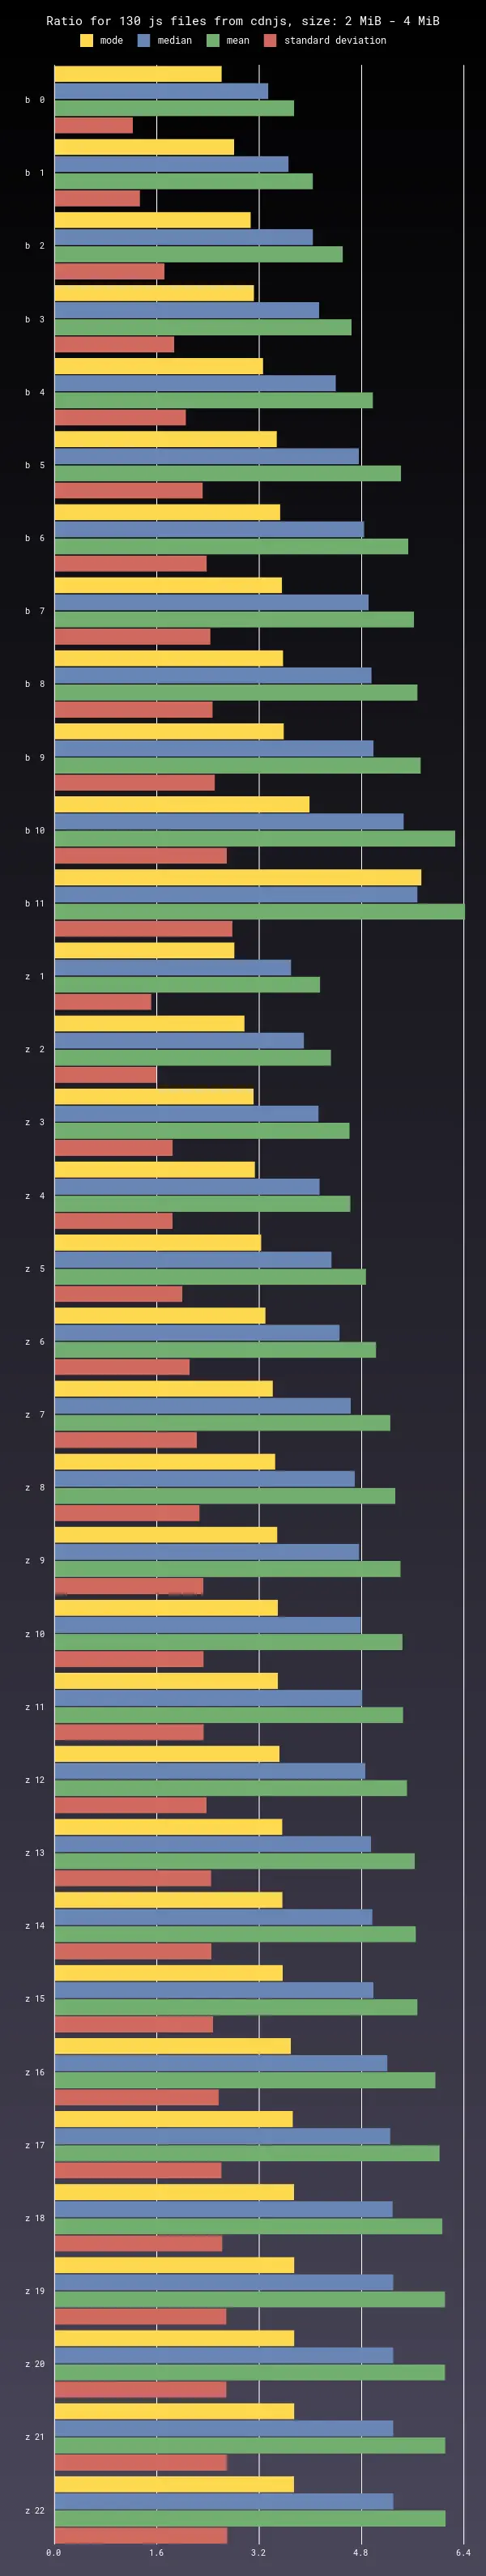 Ratio for 130 js files from cdnjs, size: 2 MiB - 4 MiB
mode median mean standard deviation
b 0
b 1
b 2
b 3
b 4
b 5
b 6
b 7
b 8
b 9
b 10
b 11
z 1
z 2
z 3
z 4
z 5
z 6
z 7
z 8
z 9
z 10
z 11
z 12
z 13
z 14
z 15
z 16
z 17
z 18
z 19
z 20
z 21
z 22
0.0 1.6 3.2 4.8 6.4